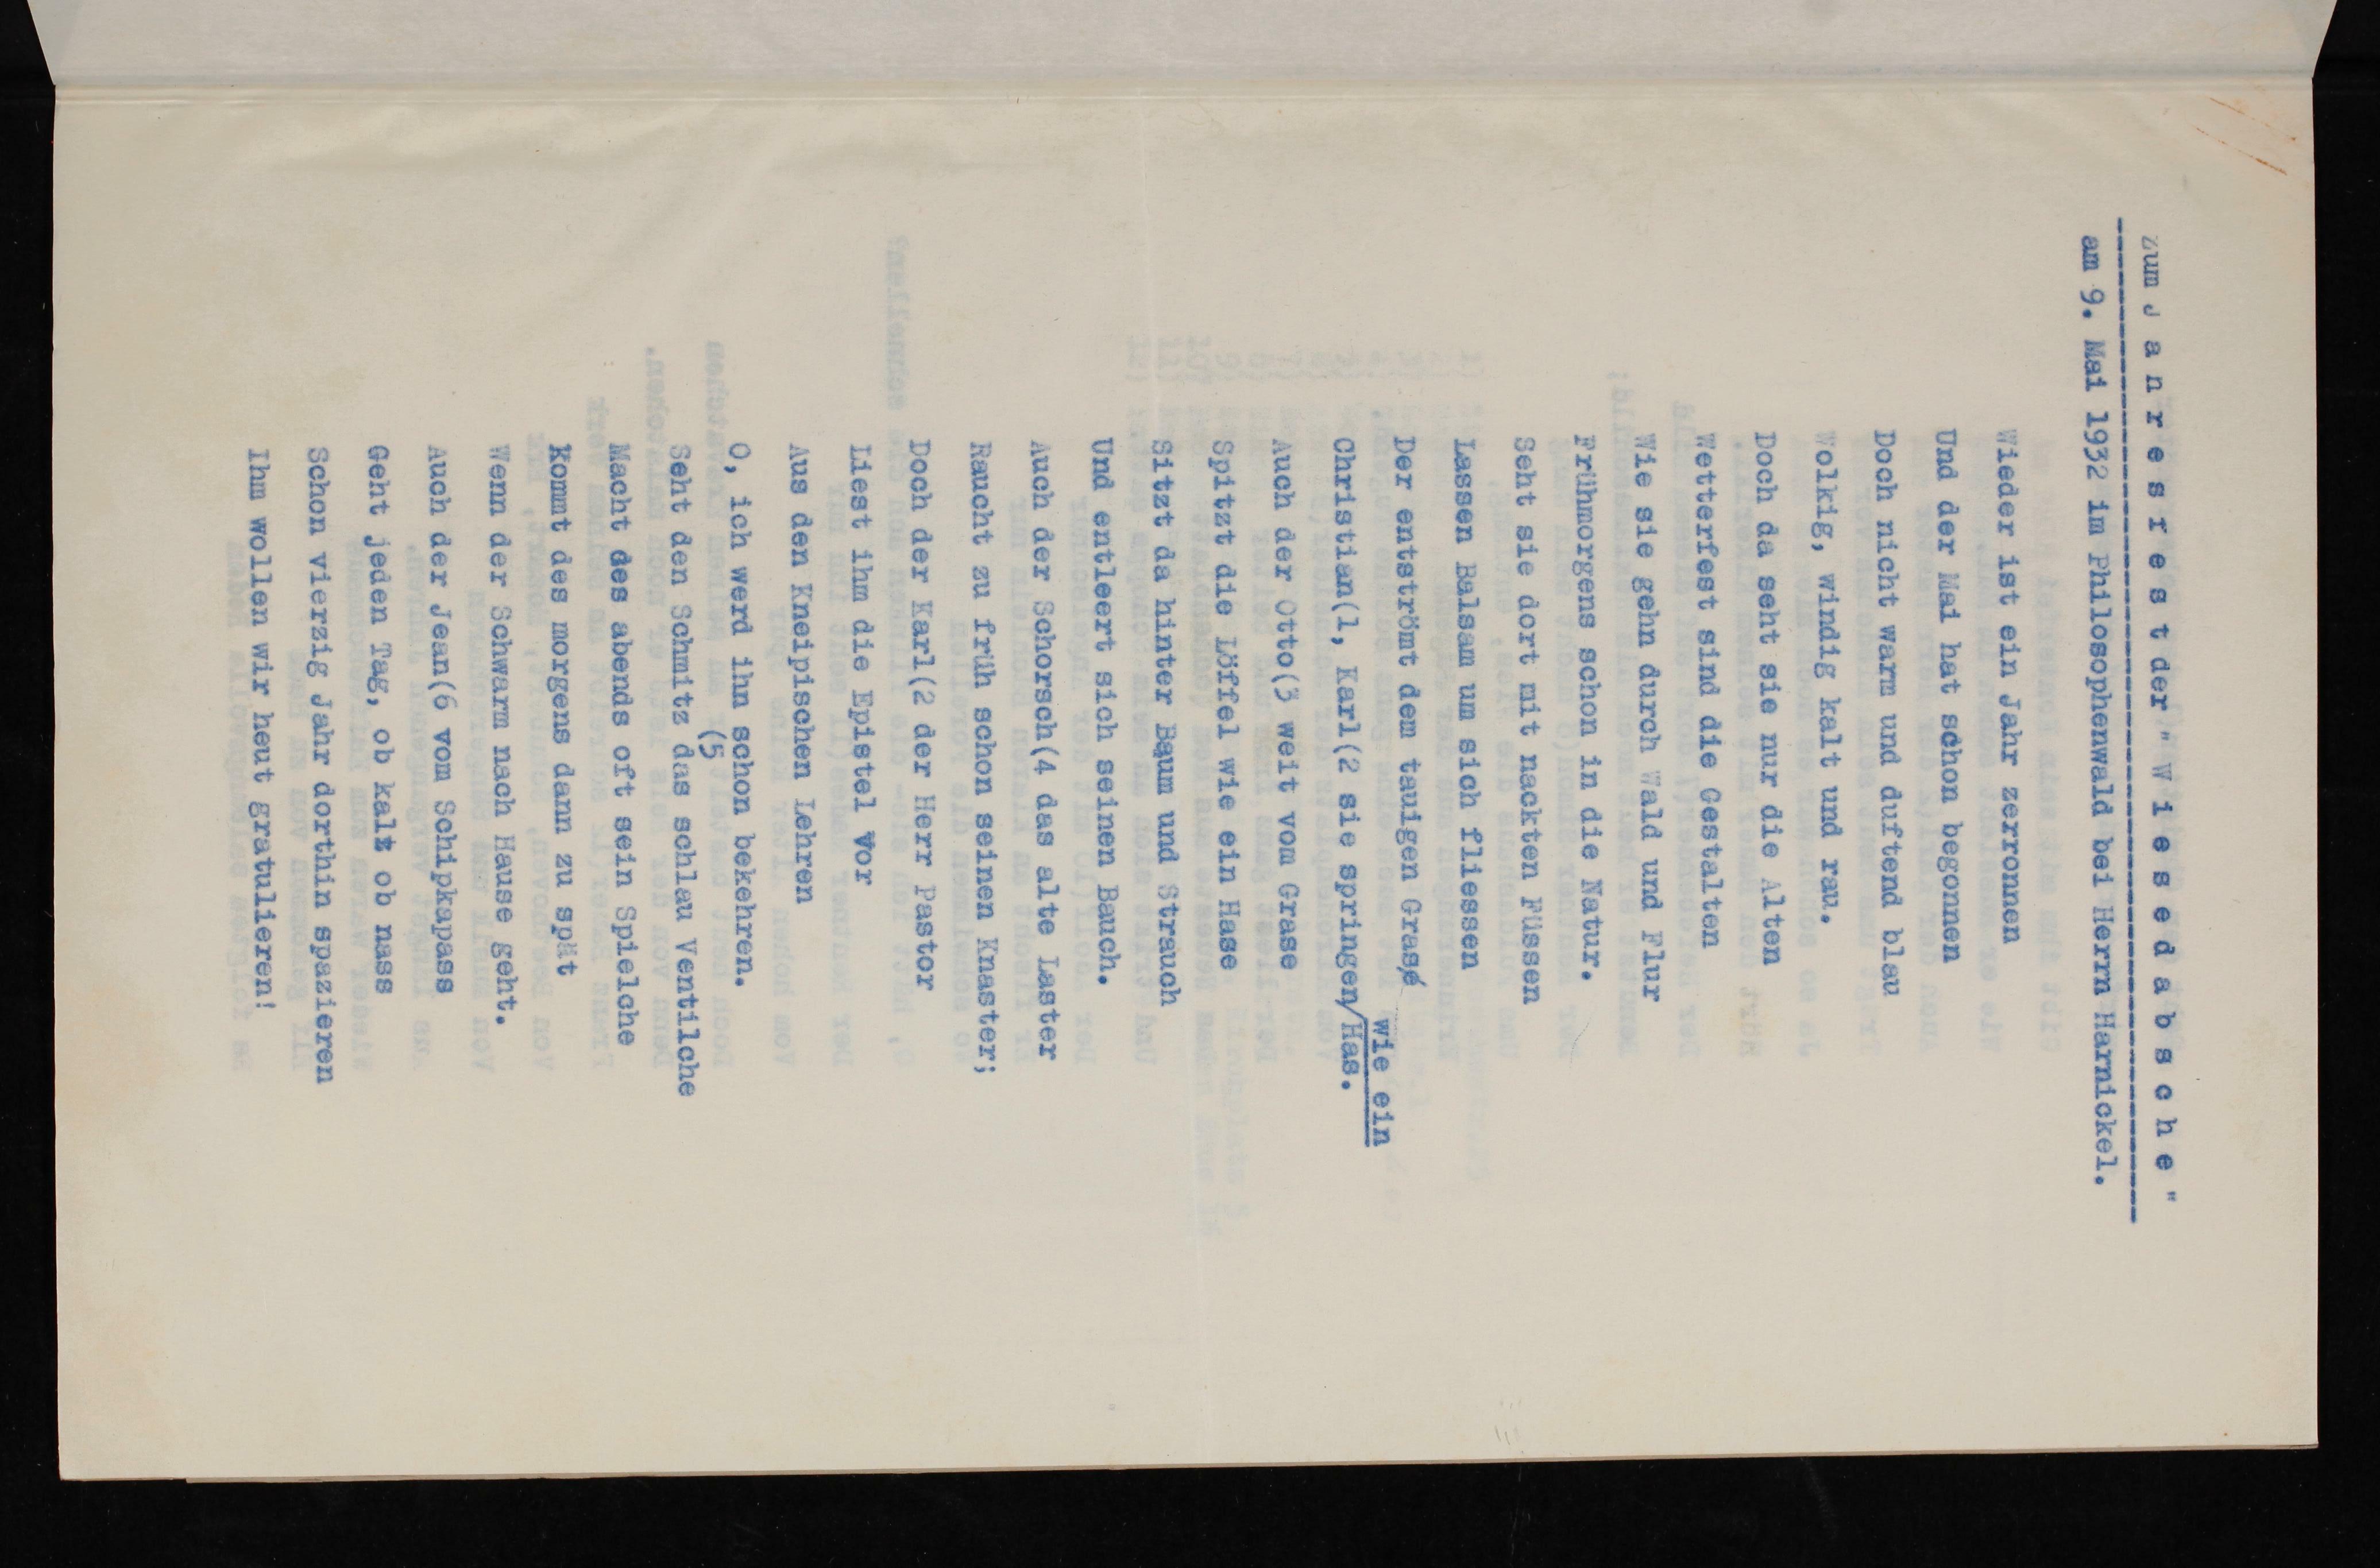 zum J a h r e s f e s t der " W i e s e d a b s c h e "
am 9. Mai 1932 im Philosophenwald bei Herrn Harnickel.
Wieder ist ein Jahr zerronnen
Und der Mai hat schon begonnen
Doch nicht warm und duftend blau
Wolkig, windig kalt und rau.
Doch da seht sie nur die Alten
Wetterfest sind die Gestalten
Wie sie gehn durch Wald und Flur
Frühmorgens schon in die Natur.
Seht sie dort mit nackten Füssen
Lassen Balsam um sich fliessen
Der entströmt dem tauigen Grase
wie ein
Christian(1, Karl(2 sie springen/Has.
Auch der Otto(3 weit vom Grase
Spitzt die Löffel wie ein Hase
Sitzt da hinter Baum und Strauch
Und entleert sich seinen Bauch.
Auch der Schorsch(4 das alte Laster
Raucht zu früh schon seinen Knaster;
Doch der Karl(2 der Herr Pastor
Liest ihm die Epistel vor
Aus den Kneipischen Lehren
O, ich werd ihn schon bekehren.
(5
Seht den Schmitz das schlau Ventilche
Macht des abends oft sein Spielche
Kommt des morgens dann zu spät
Wenn der Schwarm nach Hause geht.
Auch der Jean(6 vom Schipkapass
Geht jeden Tag, ob kalt ob nass
Schon vierzig Jahr dorthin spazieren
Ihm wollen wir heut gratulieren!